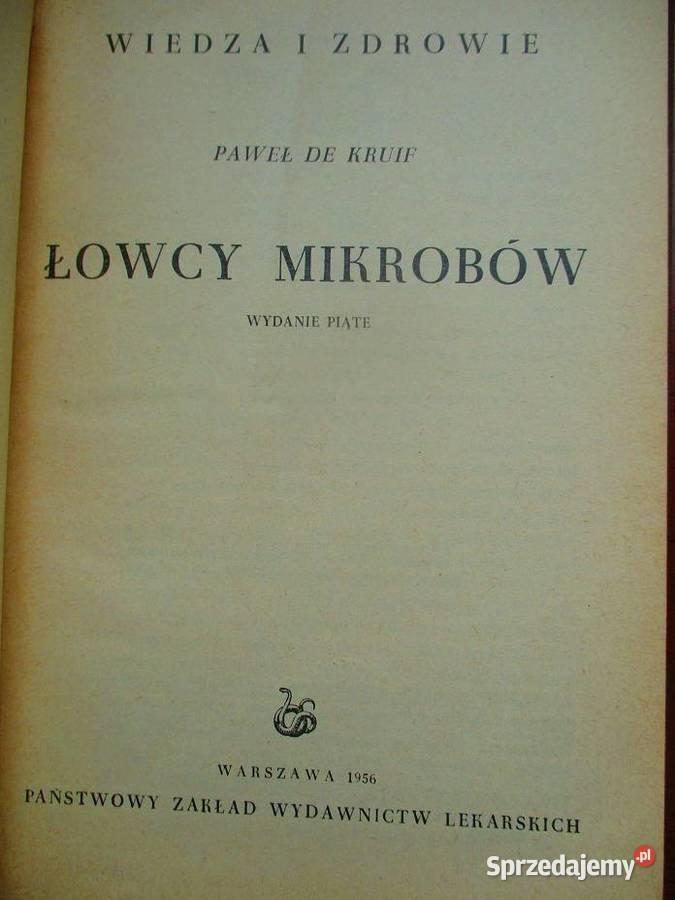 WIEDZA I ZDROWIE
PAWEŁ DE KRUIF
ŁOWCY MIKROBÓW
WYDANIE PIĄTE
WARSZAWA 1956
PAŃSTWOWY ZAKŁAD WYDAWNICTW LEKARSKICH
Sprzedajemy.pl